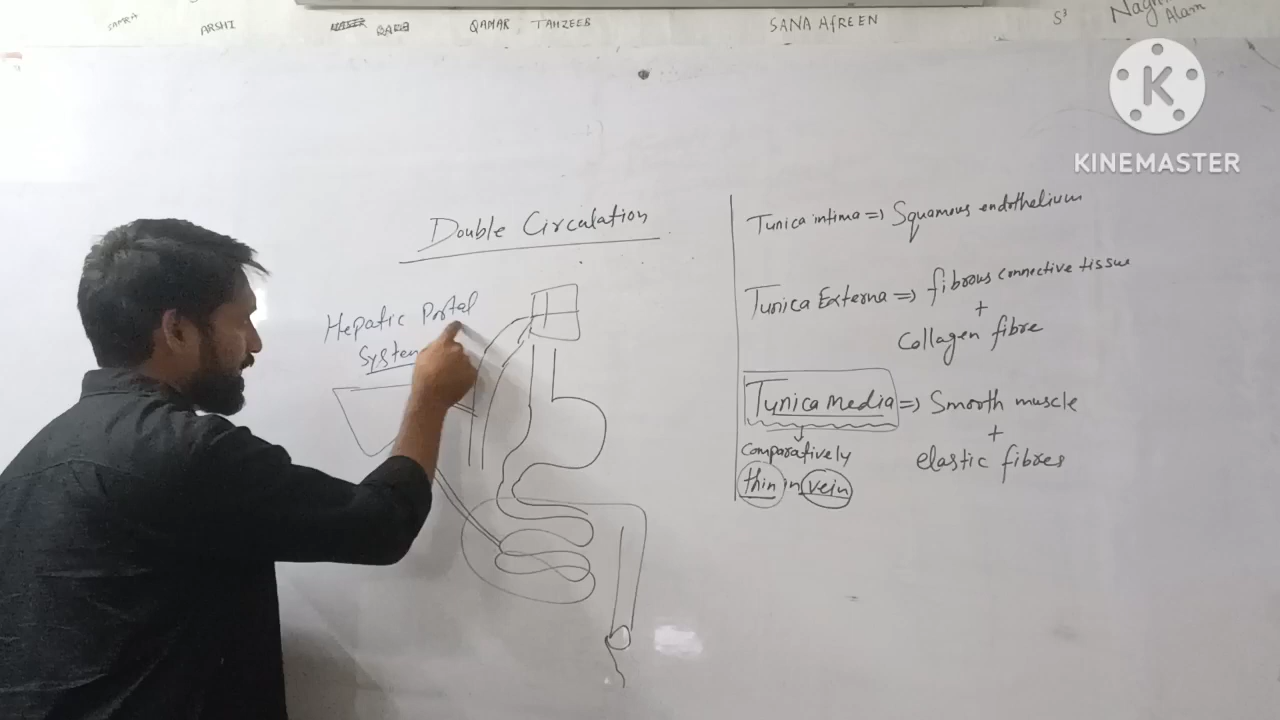 SAMRA ARSHI QAMAR TAHZEEB SANA AFREEN S³
Alam
K
KINEMASTER
Double Circulation
Hepatic Portal
System
Tunica intima => Squamous endothelium
Tunica Externa => fibrous connective tissue
+
Collagen fibre
Tunica media => Smooth muscle
+
elastic fibres
Comparatively
thin in vein